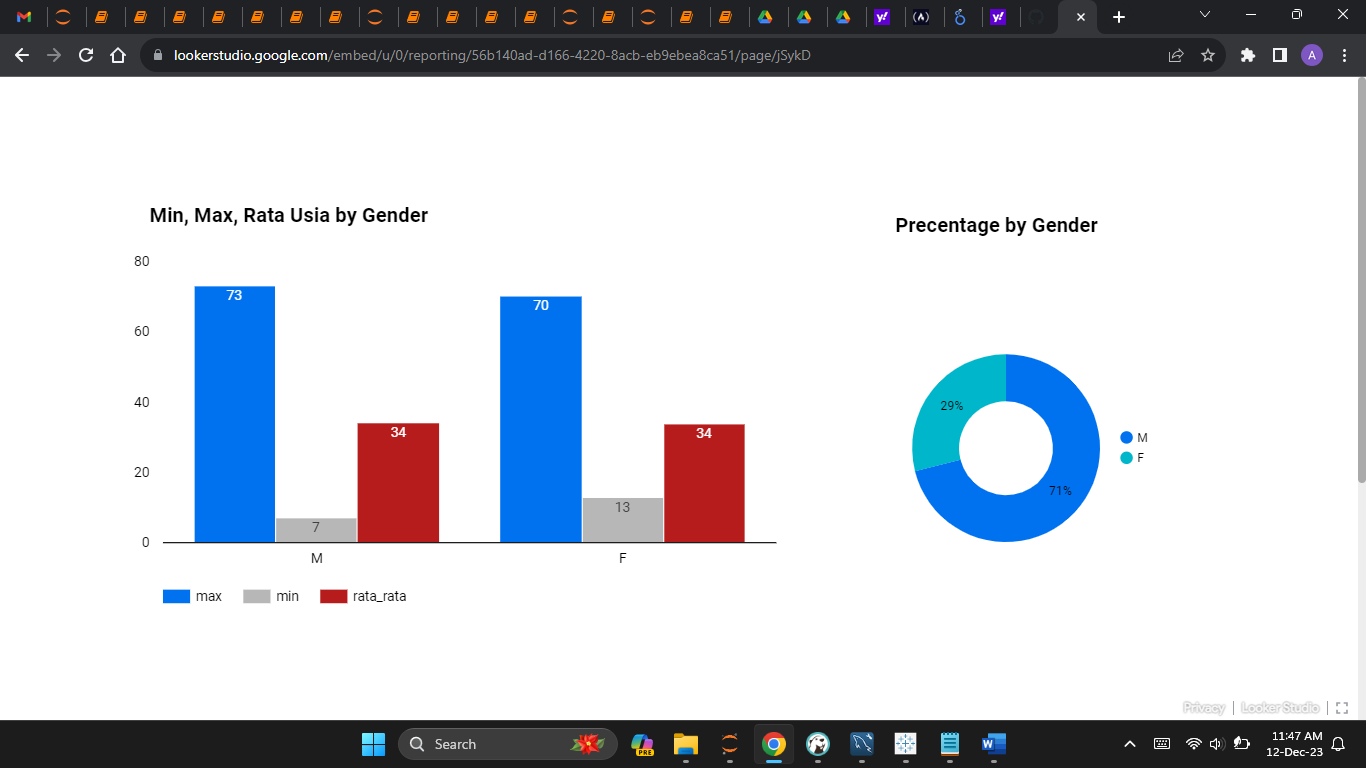 lookerstudio.google.com/embed/u/0/reporting/56b140ad-d166-4220-8acb-eb9ebea8ca51/page/jSykD
A
Min, Max, Rata Usia by Gender
80
60
40
20
0
73
7
34
70
13
34
M
F
max
min
rata_rata
Precentage by Gender
29%
71%
M
F
Privacy
Looker Studio
Search
PRE
11:47 AM
12-Dec-23